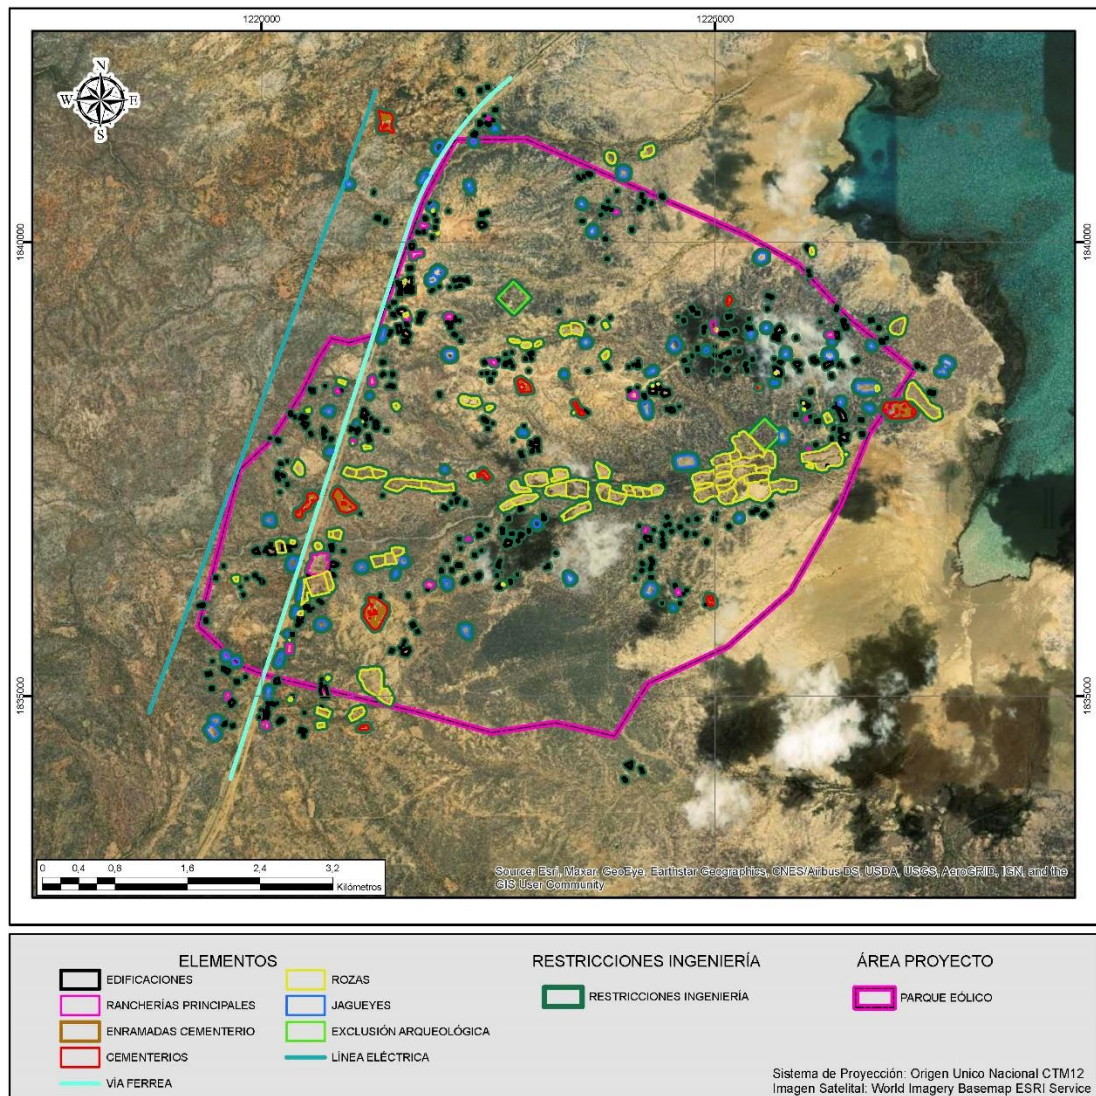 1220000 1225000
N
W E
S
1840000 1840000
1835000 1835000
0 0,4 0,8 1,6 2,4 3,2
Kilómetros
Source: Esri, Maxar, GeoEye, Earthstar Geographics, CNES/Airbus DS, USDA, USGS, AeroGRID, IGN, and the
GIS User Community
ELEMENTOS
EDIFICACIONES
RANCHERÍAS PRINCIPALES
ENRAMADAS CEMENTERIO
CEMENTERIOS
VÍA FERREA
ROZAS
JAGUEYES
EXCLUSIÓN ARQUEOLÓGICA
LÍNEA ELÉCTRICA
RESTRICCIONES INGENIERÍA
RESTRICCIONES INGENIERÍA
ÁREA PROYECTO
PARQUE EÓLICO
Sistema de Proyección: Origen Unico Nacional CTM12
Imagen Satelital: World Imagery Basemap ESRI Service